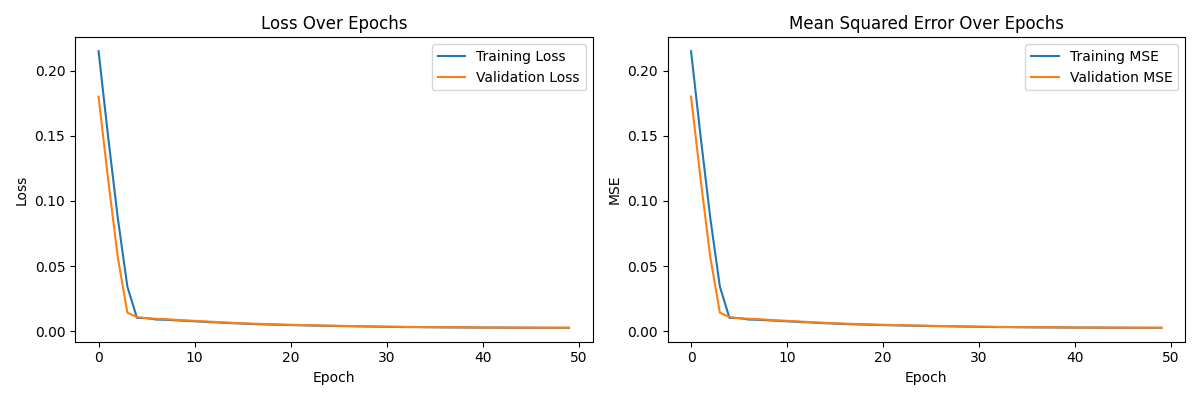 Loss Over Epochs
Training Loss
Validation Loss
0.20
0.15
0.10
0.05
0.00
Loss
0 10 20 30 40 50
Epoch
Mean Squared Error Over Epochs
Training MSE
Validation MSE
0.20
0.15
0.10
0.05
0.00
MSE
0 10 20 30 40 50
Epoch